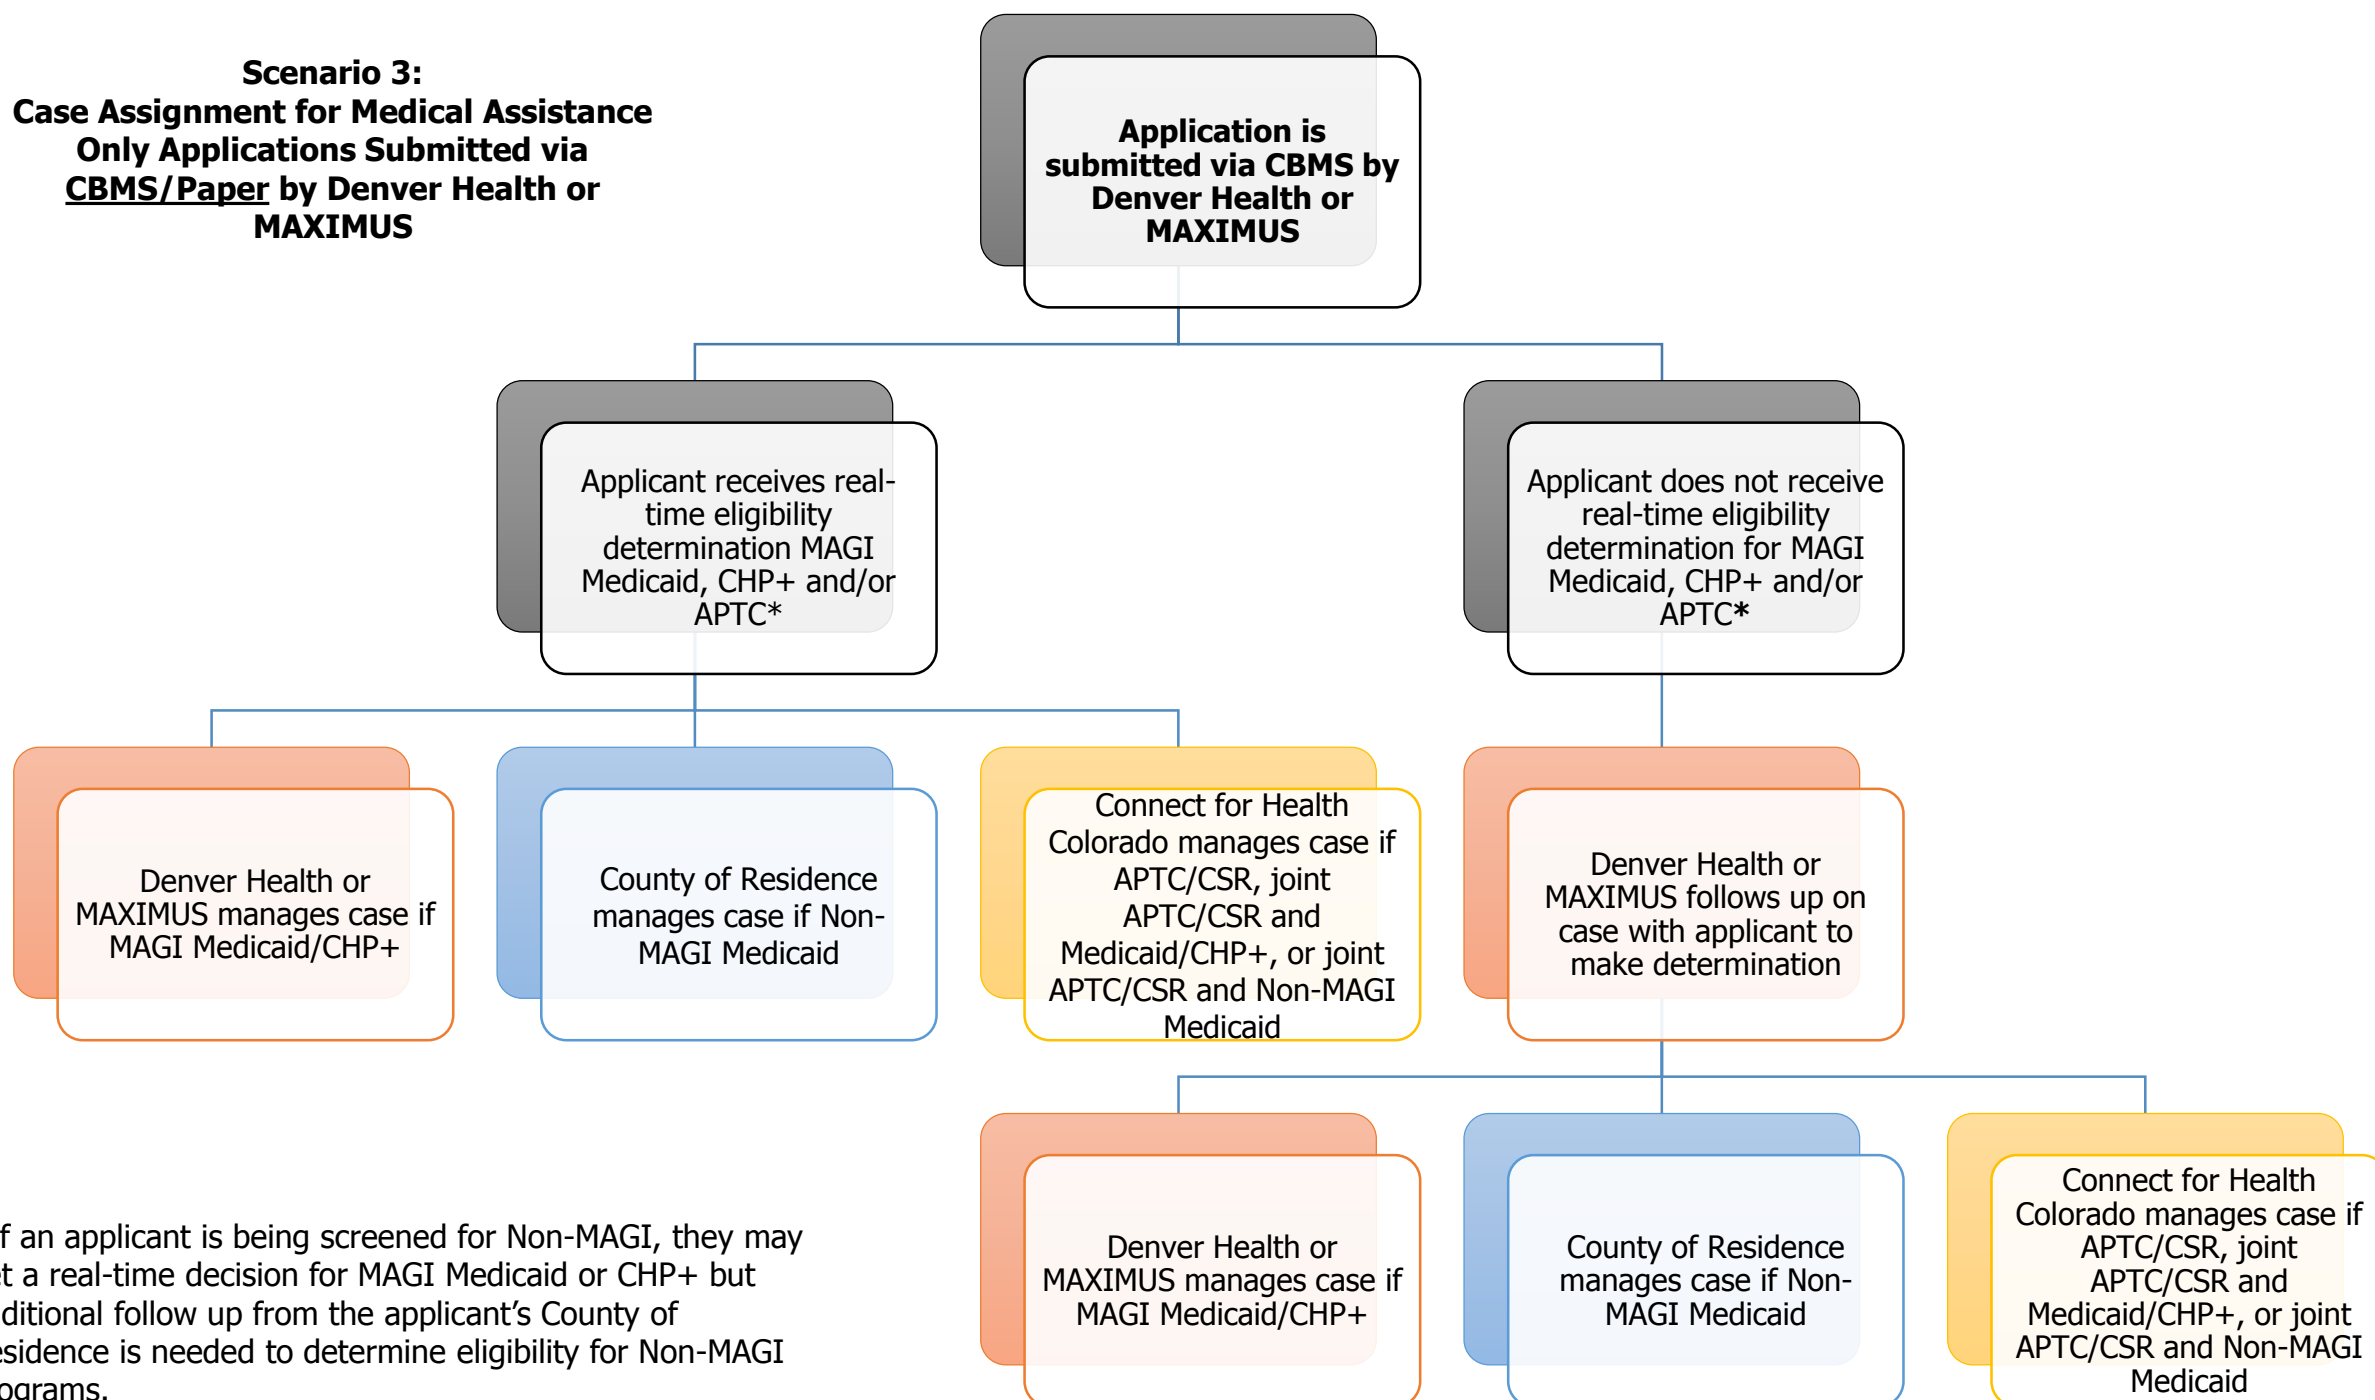 Scenario 3:
Case Assignment for Medical Assistance
Only Applications Submitted via
CBMS/Paper by Denver Health or
MAXIMUS
Application is
submitted via CBMS by
Denver Health or
MAXIMUS
Applicant receives real-
time eligibility
determination MAGI
Medicaid, CHP+ and/or
APTC*
Applicant does not receive
real-time eligibility
determination for MAGI
Medicaid, CHP+ and/or
APTC*
Denver Health or
MAXIMUS manages case if
MAGI Medicaid/CHP+
County of Residence
manages case if Non-
MAGI Medicaid
Connect for Health
Colorado manages case if
APTC/CSR, joint
APTC/CSR and
Medicaid/CHP+, or joint
APTC/CSR and Non-MAGI
Medicaid
Denver Health or
MAXIMUS follows up on
case with applicant to
make determination
Denver Health or
MAXIMUS manages case if
MAGI Medicaid/CHP+
County of Residence
manages case if Non-
MAGI Medicaid
Connect for Health
Colorado manages case if
APTC/CSR, joint
APTC/CSR and
Medicaid/CHP+, or joint
APTC/CSR and Non-MAGI
Medicaid
f an applicant is being screened for Non-MAGI, they may
et a real-time decision for MAGI Medicaid or CHP+ but
ditional follow up from the applicant's County of
esidence is needed to determine eligibility for Non-MAGI
ograms.